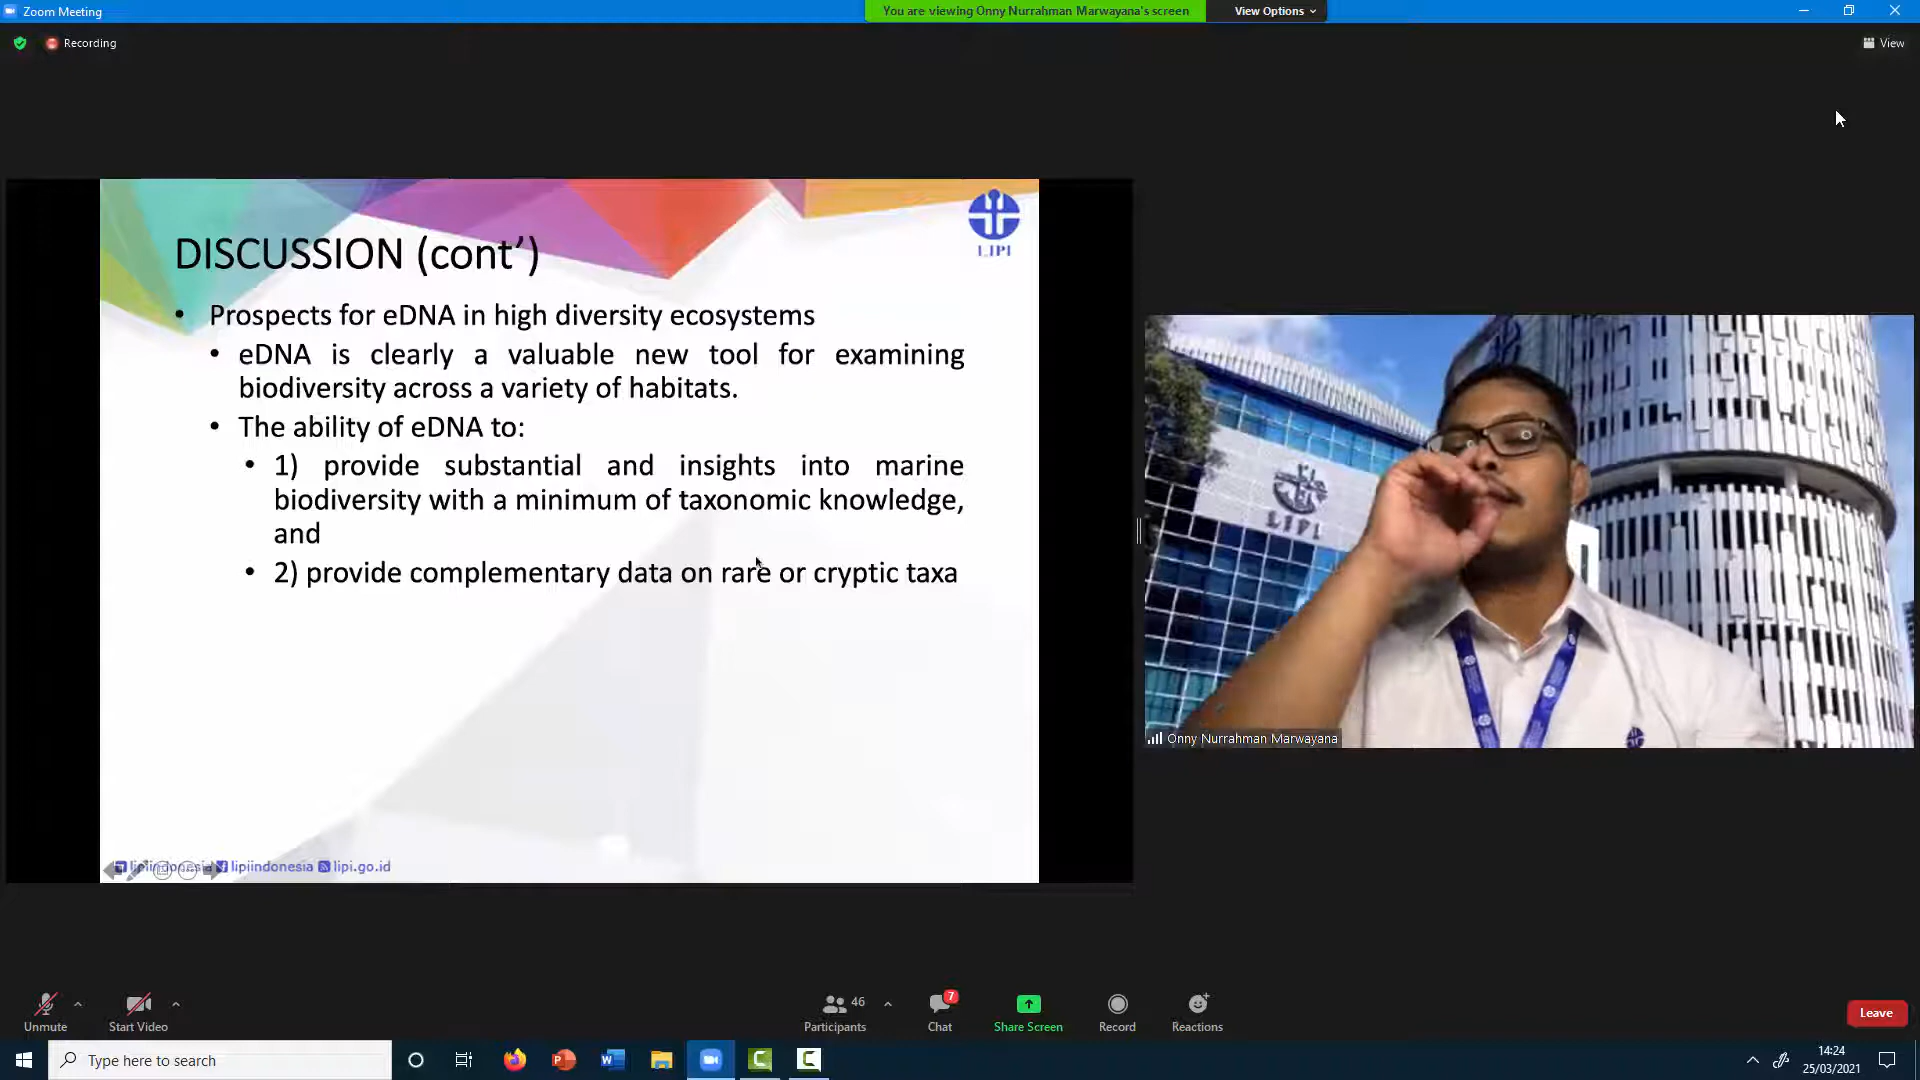 Zoom Meeting
You are viewing Onny Nurrahman Marwayana's screen
View Options
Recording
View
LIPI
DISCUSSION (cont')
• Prospects for eDNA in high diversity ecosystems
• eDNA is clearly a valuable new tool for examining
biodiversity across a variety of habitats.
• The ability of eDNA to:
• 1) provide substantial and insights into marine
biodiversity with a minimum of taxonomic knowledge,
and
• 2) provide complementary data on rare or cryptic taxa
lipiindonesia lipiindonesia lipi.go.id
LIPI
Onny Nurrahman Marwayana
Unmute
Start Video
46
Participants
7
Chat
Share Screen
Record
Reactions
Leave
Type here to search
14:24
25/03/2021